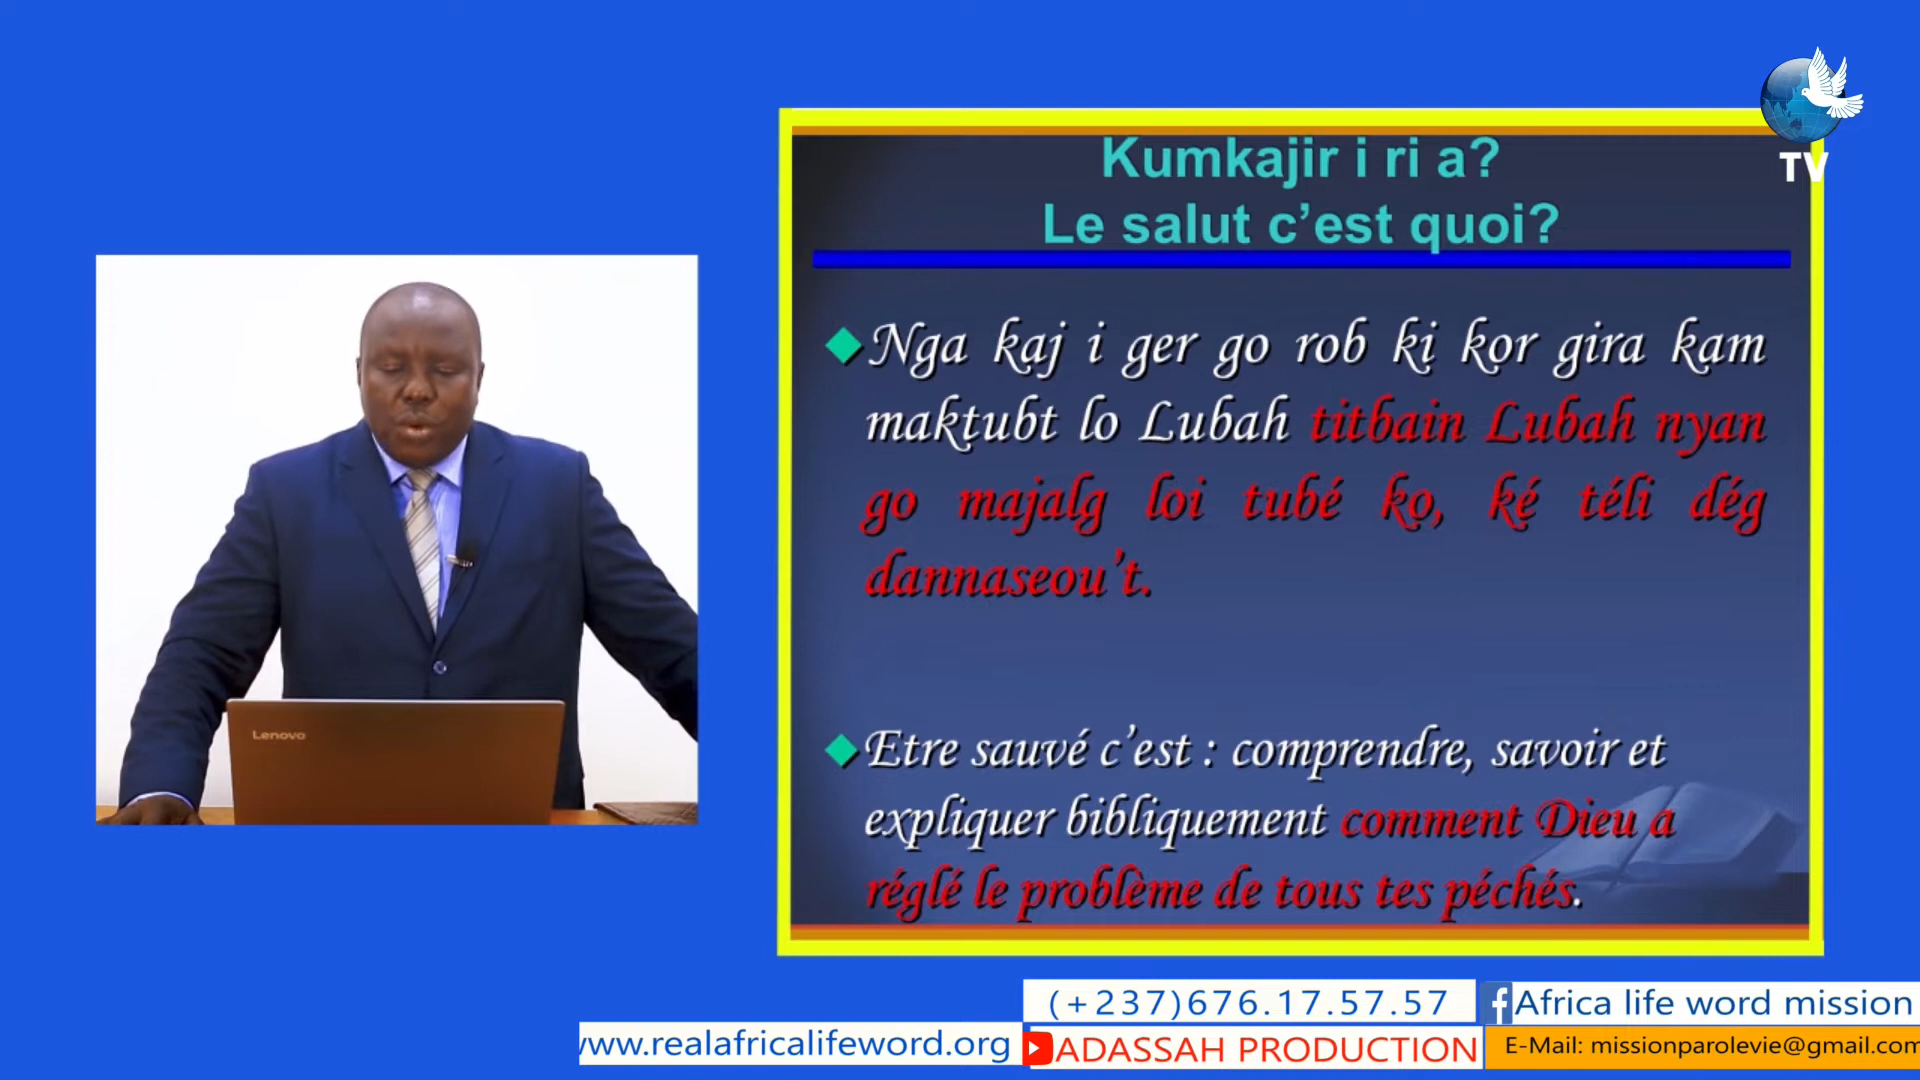 TV
Kumkajir i ri a?
Le salut c’est quoi?
Nga kaj i ger go rob ki kor gira kam
makṭubt lo Lubah titbain Lubah nyan
go majalg loi tubé ko, ké téli dég
dannaseou’t.
Etre sauvé c’est : comprendre, savoir et
expliquer bibliquement comment Dieu a
réglé le problème de tous tes péchés.
Lenovo
(+237)676.17.57.57
Africa life word mission
www.realafricalifeword.org
ADASSAH PRODUCTION
E-Mail: missionparolevie@gmail.com